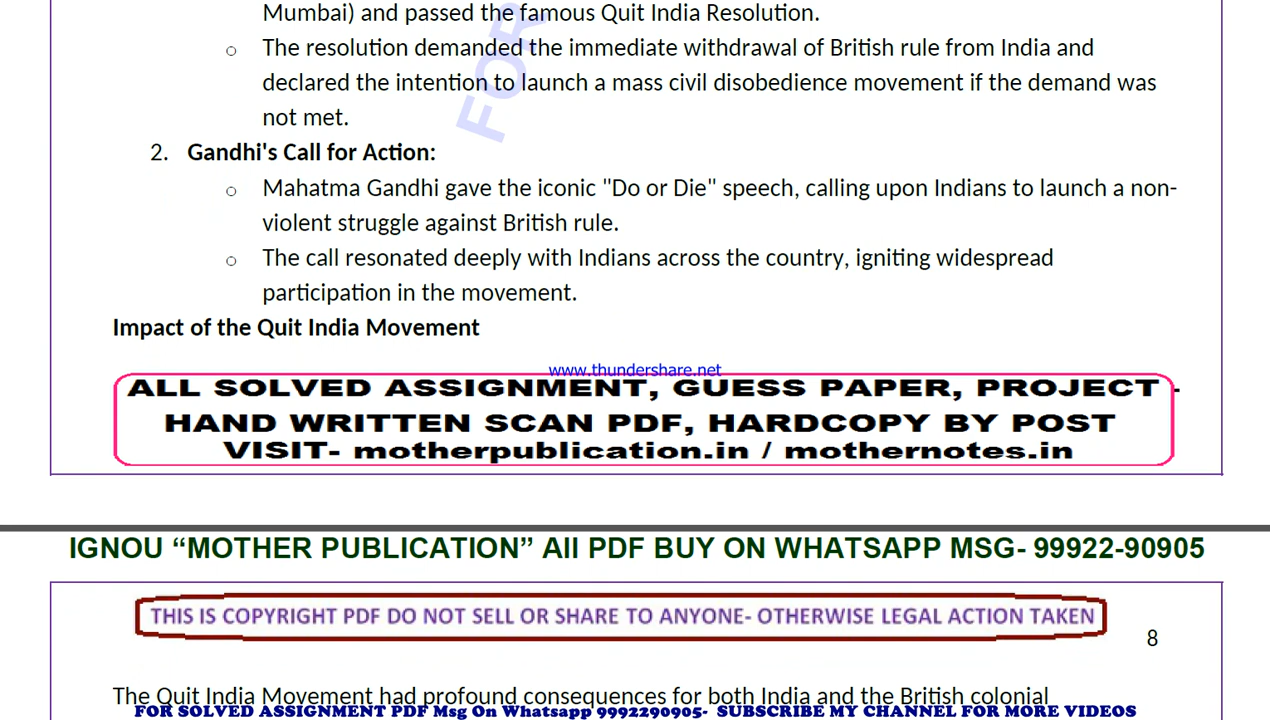 Mumbai) and passed the famous Quit India Resolution.
○ The resolution demanded the immediate withdrawal of British rule from India and
declared the intention to launch a mass civil disobedience movement if the demand was
not met.
2. Gandhi's Call for Action:
○ Mahatma Gandhi gave the iconic "Do or Die" speech, calling upon Indians to launch a non-
violent struggle against British rule.
○ The call resonated deeply with Indians across the country, igniting widespread
participation in the movement.
FOR
Impact of the Quit India Movement
www.thundershare.net
ALL SOLVED ASSIGNMENT, GUESS PAPER, PROJECT -
HAND WRITTEN SCAN PDF, HARDCOPY BY POST
VISIT- motherpublication.in / mothernotes.in
IGNOU “MOTHER PUBLICATION” All PDF BUY ON WHATSAPP MSG- 99922-90905
THIS IS COPYRIGHT PDF DO NOT SELL OR SHARE TO ANYONE- OTHERWISE LEGAL ACTION TAKEN
8
The Quit India Movement had profound consequences for both India and the British colonial
FOR SOLVED ASSIGNMENT PDF Msg On Whatsapp 9992290905- SUBSCRIBE MY CHANNEL FOR MORE VIDEOS